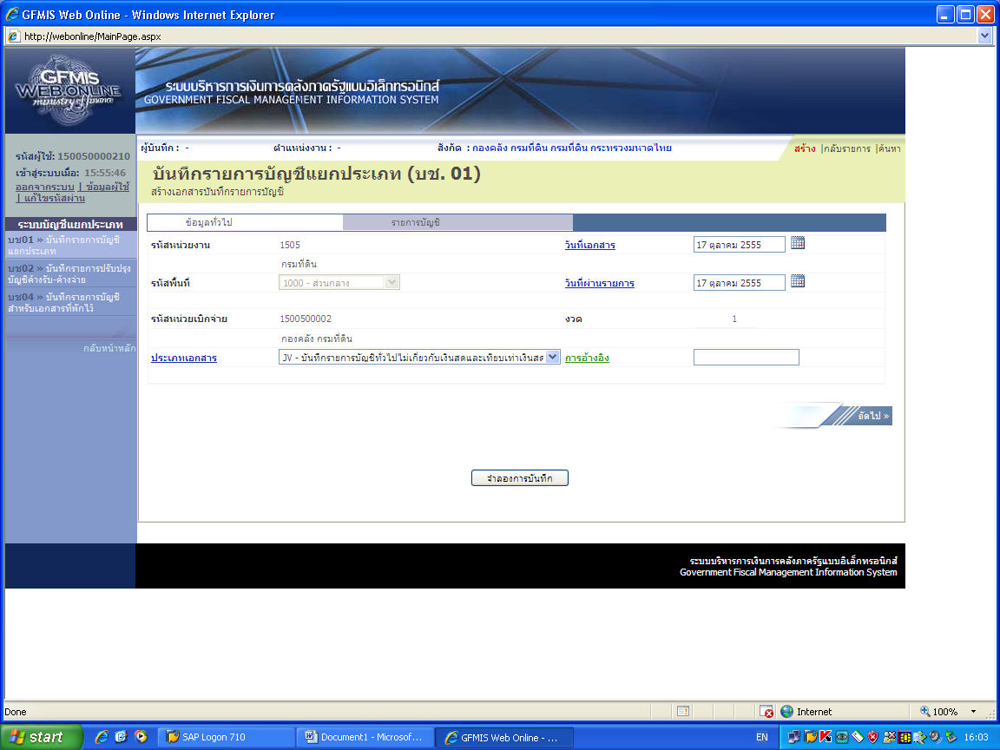 GFMIS Web Online - Windows Internet Explorer
http://webonline/MainPage.aspx
GFMIS
WEB ONLINE
ministry of finance
ระบบบริหารการเงินการคลังภาครัฐแบบอิเล็กทรอนิกส์
GOVERNMENT FISCAL MANAGEMENT INFORMATION SYSTEM
รหัสผู้ใช้: 150050000210
เข้าสู่ระบบเมื่อ: 15:55:46
ออกจากระบบ | ข้อมูลผู้ใช้
| แก้ไขรหัสผ่าน
ระบบบัญชีแยกประเภท
บช01 » บันทึกรายการบัญชี
แยกประเภท
บช02 » บันทึกรายการปรับปรุง
บัญชีค้างรับ-ค้างจ่าย
บช04 » บันทึกรายการบัญชี
สำหรับเอกสารที่พักไว้
กลับหน้าหลัก
ผู้บันทึก : - ตำแหน่งงาน : - สังกัด : กองคลัง กรมที่ดิน กรมที่ดิน กระทรวงมหาดไทย
สร้าง |กลับรายการ |ค้นหา
บันทึกรายการบัญชีแยกประเภท (บช. 01)
สร้างเอกสารบันทึกรายการบัญชี
ข้อมูลทั่วไป รายการบัญชี
รหัสหน่วยงาน 1505 วันที่เอกสาร 17 ตุลาคม 2555
กรมที่ดิน
รหัสพื้นที่ 1000 - ส่วนกลาง วันที่ผ่านรายการ 17 ตุลาคม 2555
รหัสหน่วยเบิกจ่าย 1500500002 งวด 1
กองคลัง กรมที่ดิน
ประเภทเอกสาร JV - บันทึกรายการบัญชีทั่วไปไม่เกี่ยวกับเงินสดและเทียบเท่าเงินสด การอ้างอิง
ถัดไป »
จำลองการบันทึก
ระบบบริหารการเงินการคลังภาครัฐแบบอิเล็กทรอนิกส์
Government Fiscal Management Information System
Done Internet 100%
start SAP Logon 710 Document1 - Microsof... GFMIS Web Online - ... EN 16:03